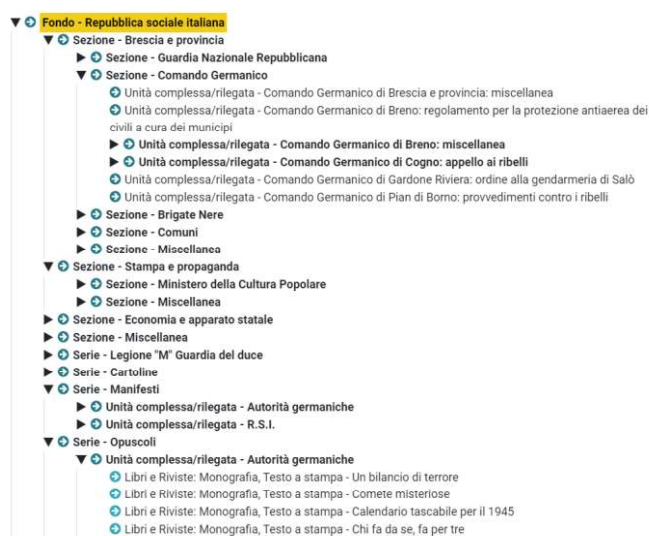 Fondo - Repubblica sociale italiana
Sezione - Brescia e provincia
Sezione - Guardia Nazionale Repubblicana
Sezione - Comando Germanico
Unità complessa/rilegata - Comando Germanico di Brescia e provincia: miscellanea
Unità complessa/rilegata - Comando Germanico di Breno: regolamento per la protezione antiaerea dei
civili a cura dei municipi
Unità complessa/rilegata - Comando Germanico di Breno: miscellanea
Unità complessa/rilegata - Comando Germanico di Cogno: appello ai ribelli
Unità complessa/rilegata - Comando Germanico di Gardone Riviera: ordine alla gendarmeria di Salò
Unità complessa/rilegata - Comando Germanico di Pian di Borno: provvedimenti contro i ribelli
Sezione - Brigate Nere
Sezione - Comuni
Sezione - Miscellanea
Sezione - Stampa e propaganda
Sezione - Ministero della Cultura Popolare
Sezione - Miscellanea
Sezione - Economia e apparato statale
Sezione - Miscellanea
Serie - Legione "M" Guardia del duce
Serie - Cartoline
Serie - Manifesti
Unità complessa/rilegata - Autorità germaniche
Unità complessa/rilegata - R.S.I.
Serie - Opuscoli
Unità complessa/rilegata - Autorità germaniche
Libri e Riviste: Monografia, Testo a stampa - Un bilancio di terrore
Libri e Riviste: Monografia, Testo a stampa - Comete misteriose
Libri e Riviste: Monografia, Testo a stampa - Calendario tascabile per il 1945
Libri e Riviste: Monografia, Testo a stampa - Chi fa da se, fa per tre